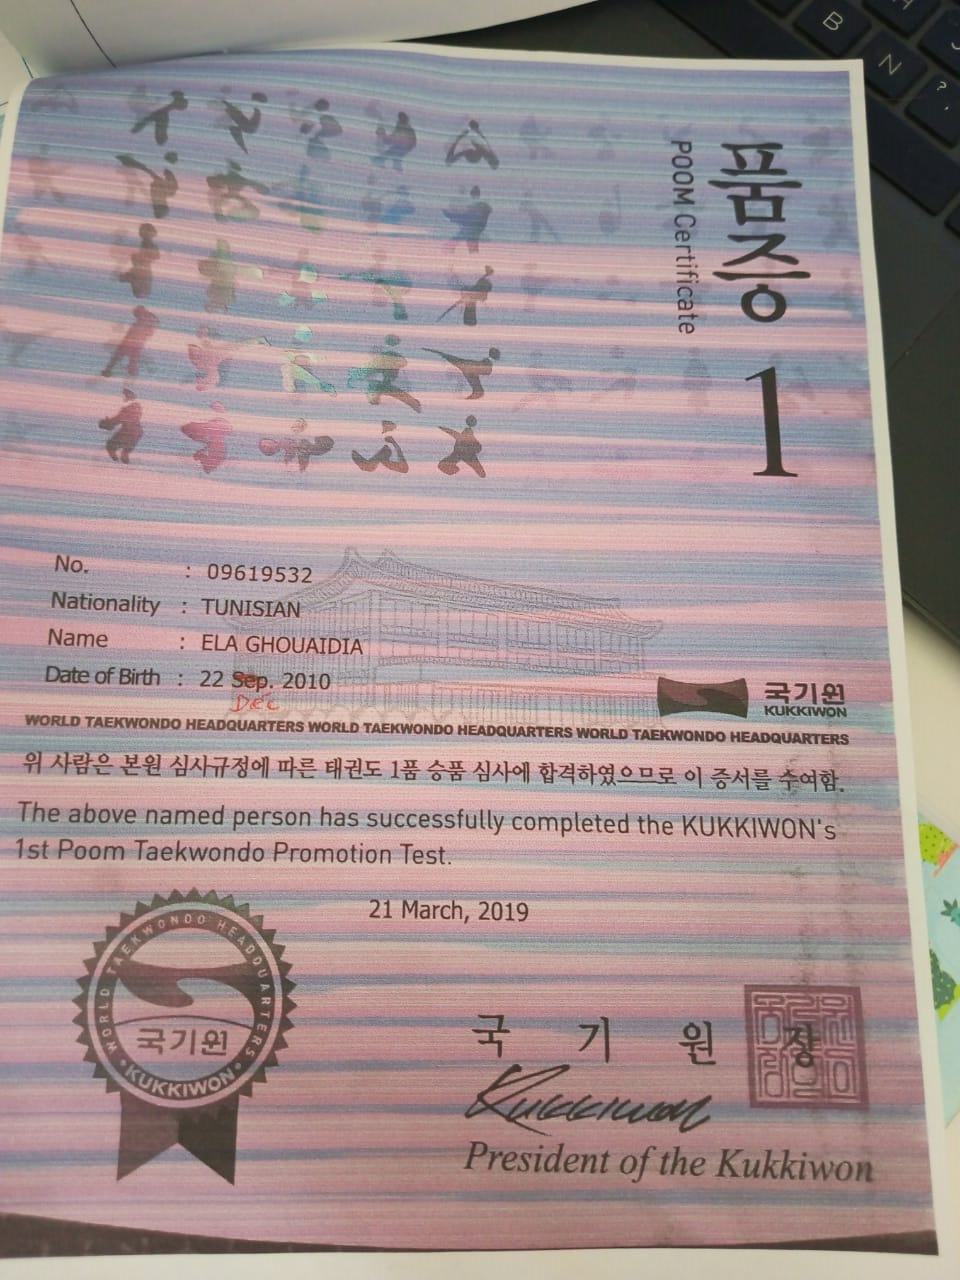 품증
POOM Certificate
1
No. : 09619532
Nationality : TUNISIAN
Name : ELA GHOUAIDIA
Date of Birth : 22 Sep. 2010
Dec
국기원
KUKKIWON
WORLD TAEKWONDO HEADQUARTERS WORLD TAEKWONDO HEADQUARTERS WORLD TAEKWONDO HEADQUARTERS
위 사람은 본원 심사규정에 따른 태권도 1품 승품 심사에 합격하였으므로 이 증서를 수여함.
The above named person has successfully completed the KUKKIWON's
1st Poom Taekwondo Promotion Test.
21 March, 2019
WORLD TAEKWONDO HEADQUARTERS
국기원
KUKKIWON
국 기 원 장
Kukkiwon
President of the Kukkiwon
B
N
H
?
,